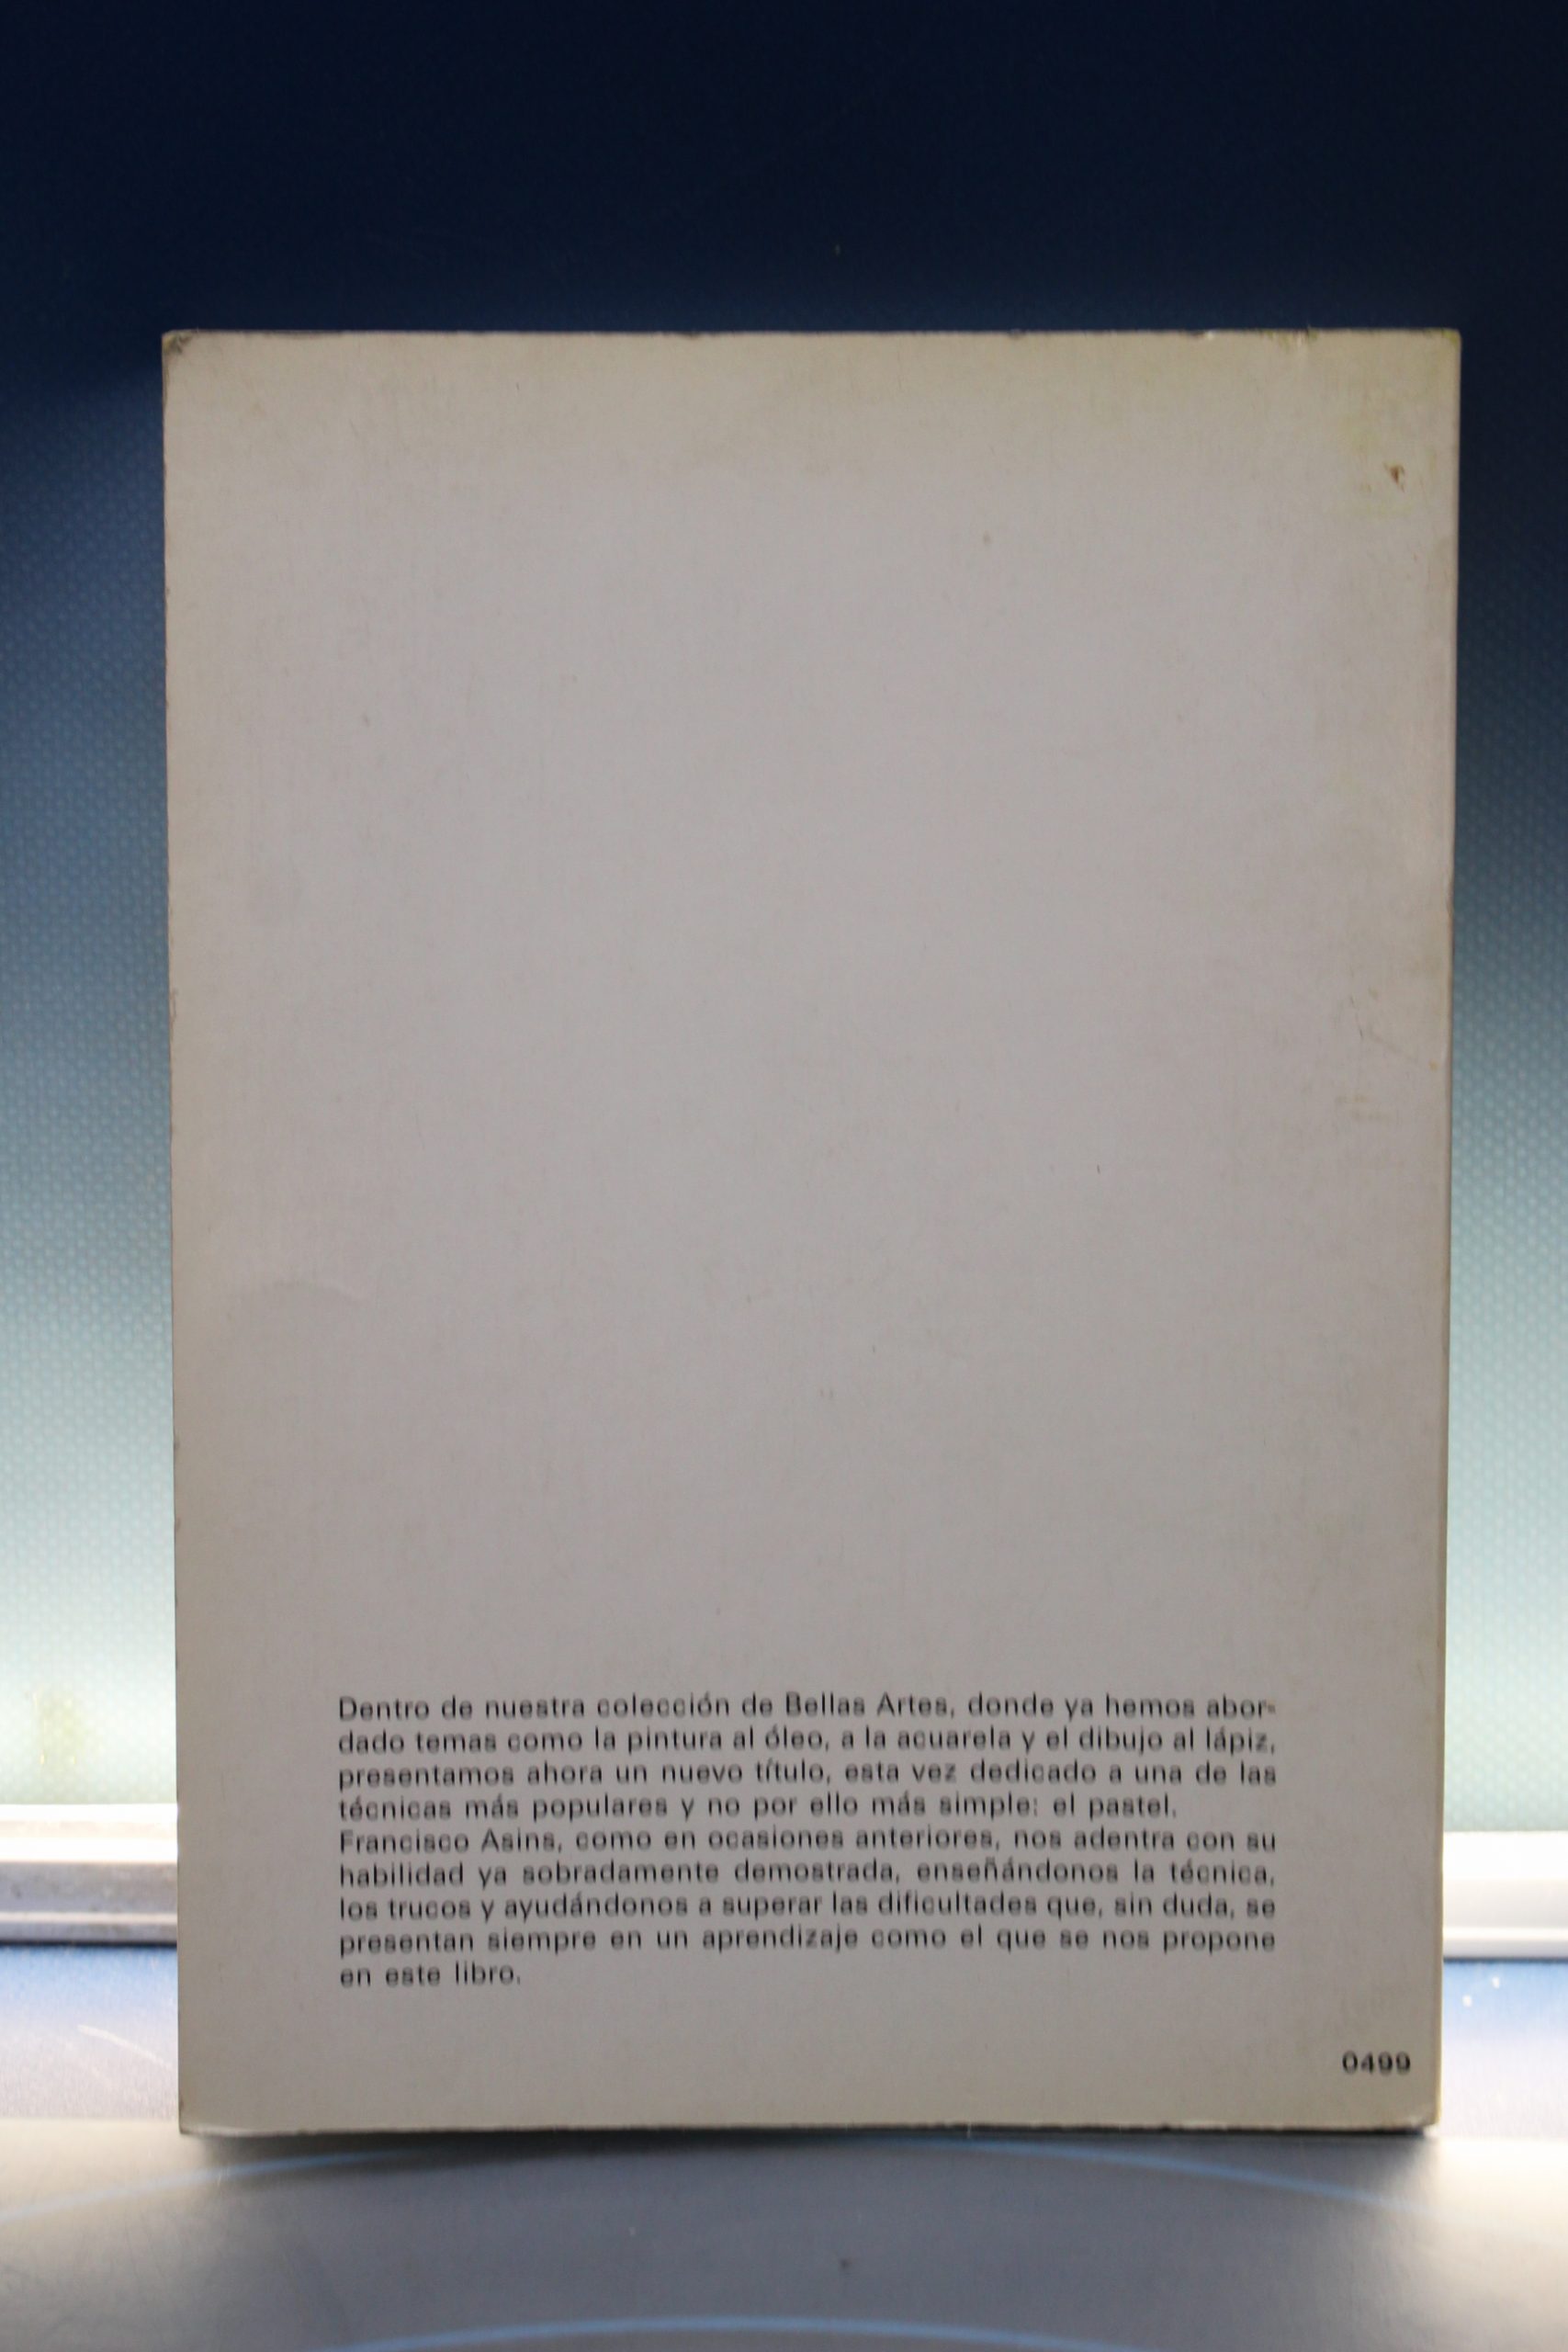 Dentro de nuestra colección de Bellas Artes, donde ya hemos abor-
dado temas como la pintura al óleo, a la acuarela y el dibujo al lápiz,
presentamos ahora un nuevo título, esta vez dedicado a una de las
técnicas más populares y no por ello más simple: el pastel.
Francisco Asins, como en ocasiones anteriores, nos adentra con su
habilidad ya sobradamente demostrada, enseñándonos la técnica,
los trucos y ayudándonos a superar las dificultades que, sin duda, se
presentan siempre en un aprendizaje como el que se nos propone
en este libro.
0499